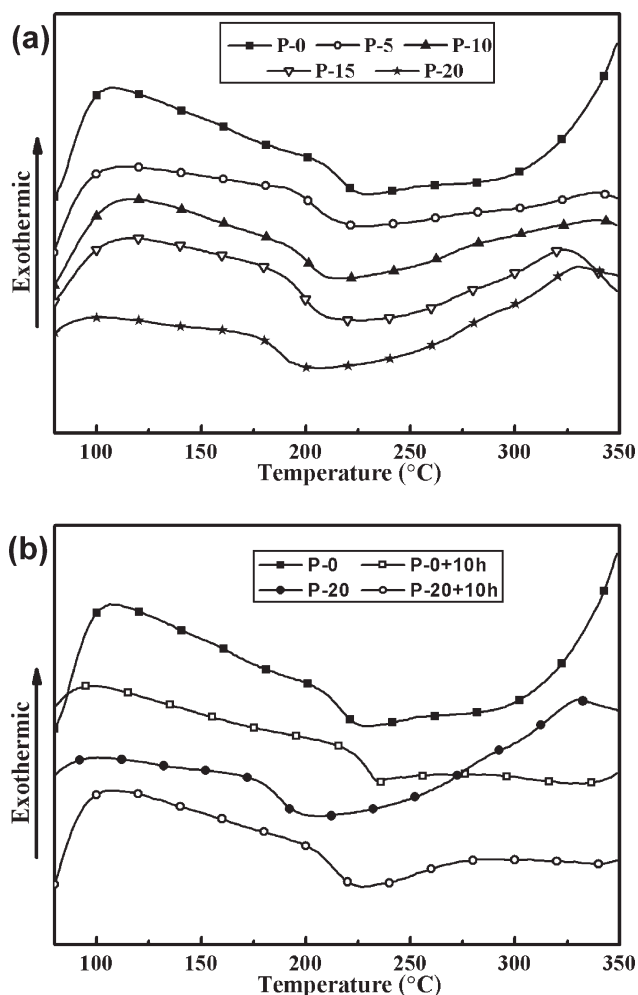 (a)
P-0 P-5 P-10
P-15 P-20
Exothermic
100 150 200 250 300 350
Temperature (°C)
(b)
P-0 P-0+10h
P-20 P-20+10h
Exothermic
100 150 200 250 300 350
Temperature (°C)